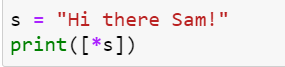 s = "Hi there Sam!"
print([*s])